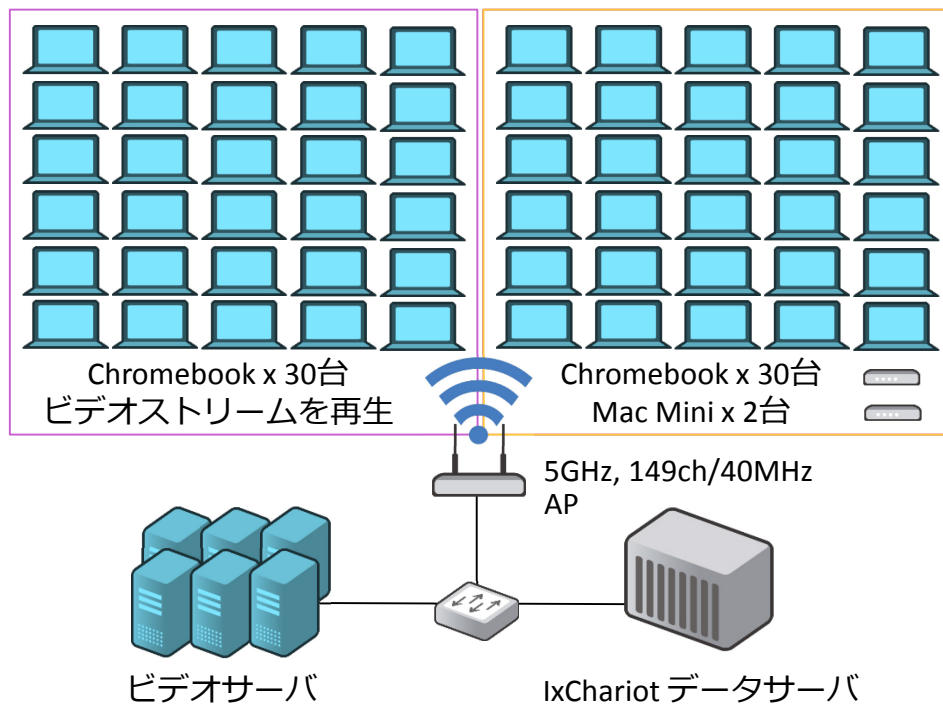 Chromebook x 30台
ビデオストリームを再生
Chromebook x 30台
Mac Mini x 2台
5GHz, 149ch/40MHz
AP
ビデオサーバ
IxChariot データサーバ